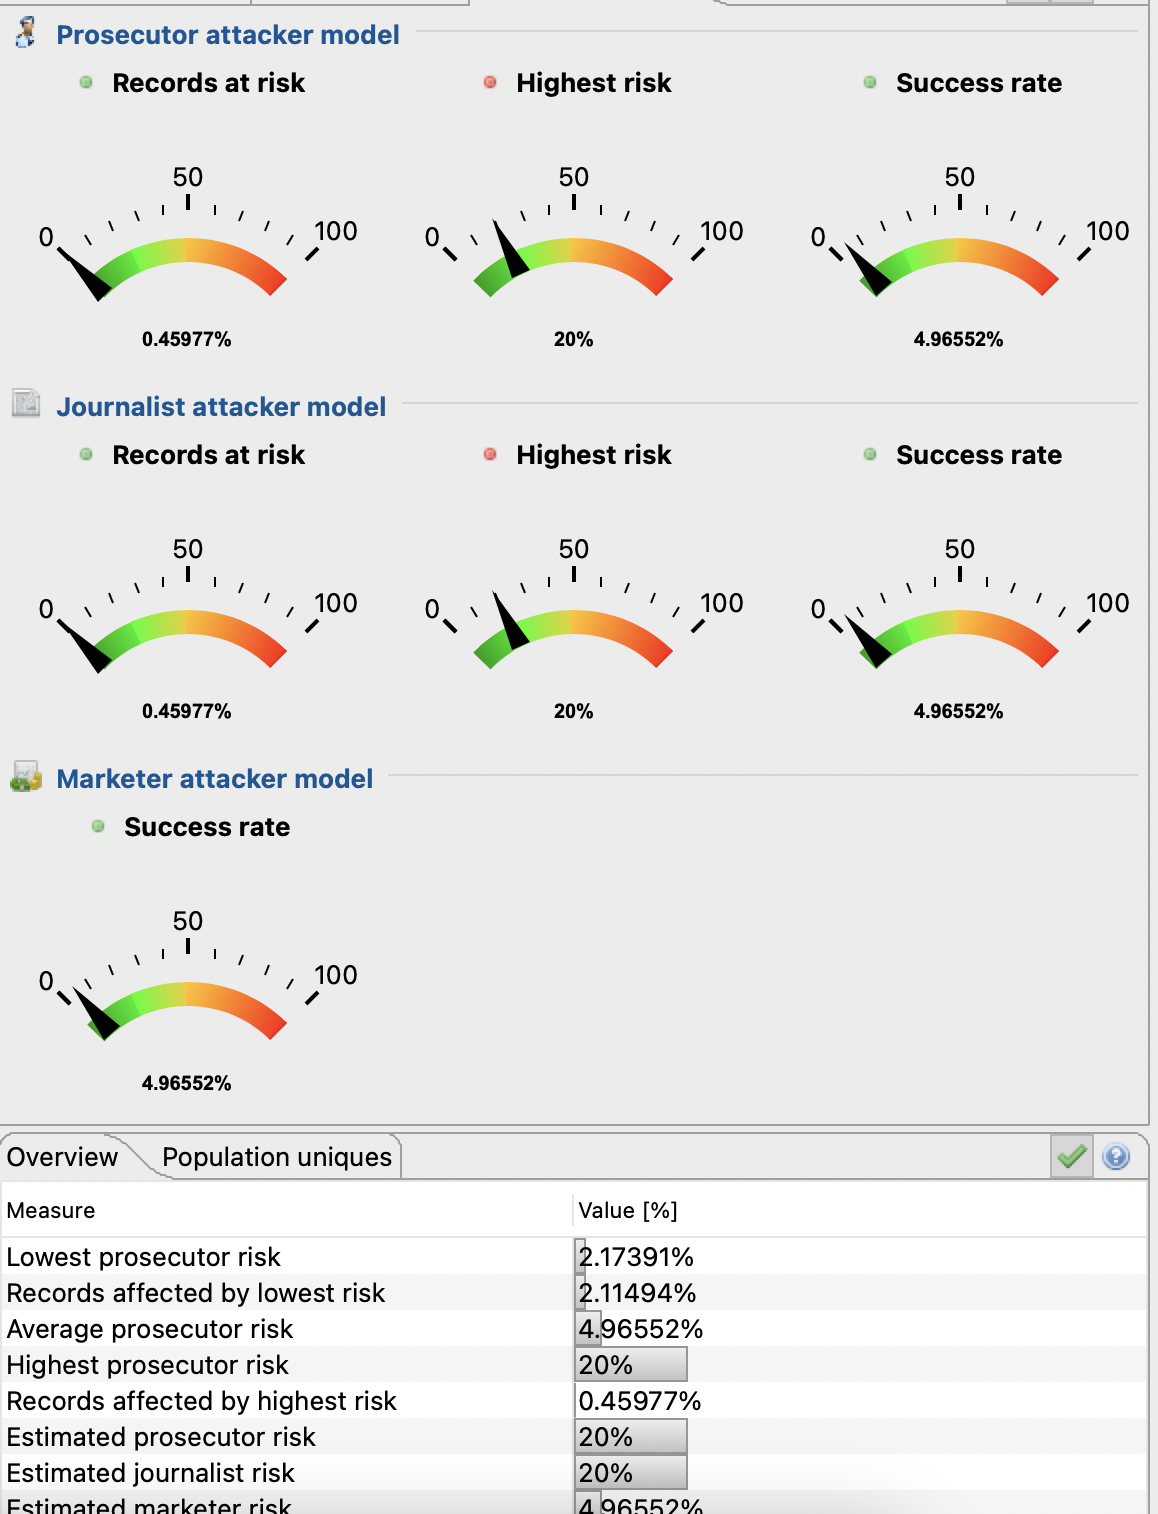 Prosecutor attacker model
Records at risk Highest risk Success rate
50 50 50
0 100 0 100 0 100
0.45977% 20% 4.96552%
Journalist attacker model
Records at risk Highest risk Success rate
50 50 50
0 100 0 100 0 100
0.45977% 20% 4.96552%
Marketer attacker model
Success rate
50
0 100
4.96552%
Overview Population uniques
Measure Value [%]
Lowest prosecutor risk 2.17391%
Records affected by lowest risk 2.11494%
Average prosecutor risk 4.96552%
Highest prosecutor risk 20%
Records affected by highest risk 0.45977%
Estimated prosecutor risk 20%
Estimated journalist risk 20%
Estimated marketer risk 4.96552%